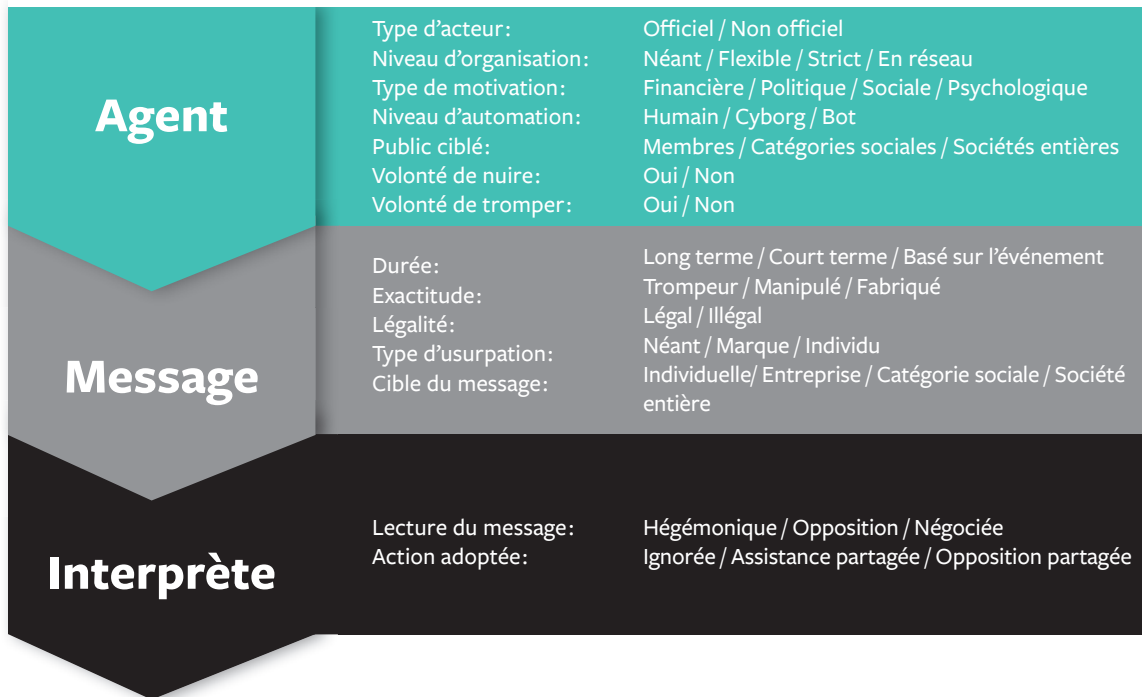 Agent
Type d'acteur: Officiel / Non officiel
Niveau d'organisation: Néant / Flexible / Strict / En réseau
Type de motivation: Financière / Politique / Sociale / Psychologique
Niveau d'automation: Humain / Cyborg / Bot
Public ciblé: Membres / Catégories sociales / Sociétés entières
Volonté de nuire: Oui / Non
Volonté de tromper: Oui / Non
Message
Durée: Long terme / Court terme / Basé sur l'événement
Exactitude: Trompeur / Manipulé / Fabriqué
Légalité: Légal / Illégal
Type d'usurpation: Néant / Marque / Individu
Cible du message: Individuelle/ Entreprise / Catégorie sociale / Société
entière
Interprète
Lecture du message: Hégémonique / Opposition / Négociée
Action adoptée: Ignorée / Assistance partagée / Opposition partagée